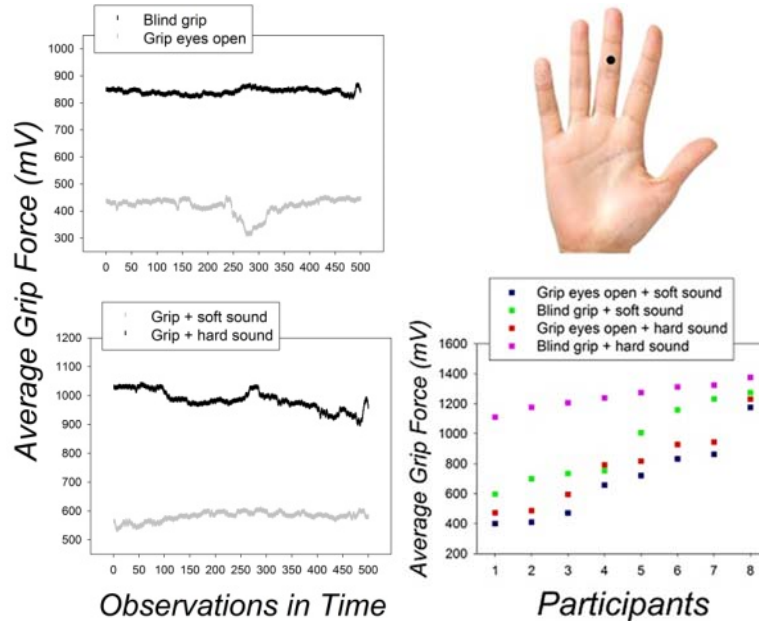 Blind grip
Grip eyes open
1000
900
800
700
600
500
400
300
0 50 100 150 200 250 300 350 400 450 500
Grip + soft sound
Grip + hard sound
1200
1100
1000
900
800
700
600
500
0 50 100 150 200 250 300 350 400 450 500
Average Grip Force (mV)
Observations in Time
Grip eyes open + soft sound
Blind grip + soft sound
Grip eyes open + hard sound
Blind grip + hard sound
1600
1400
1200
1000
800
600
400
200
1 2 3 4 5 6 7 8
Average Grip Force (mV)
Participants